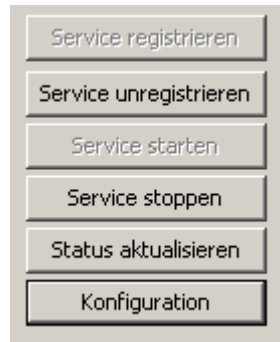 Service registrieren
Service unregistrieren
Service starten
Service stoppen
Status aktualisieren
Konfiguration